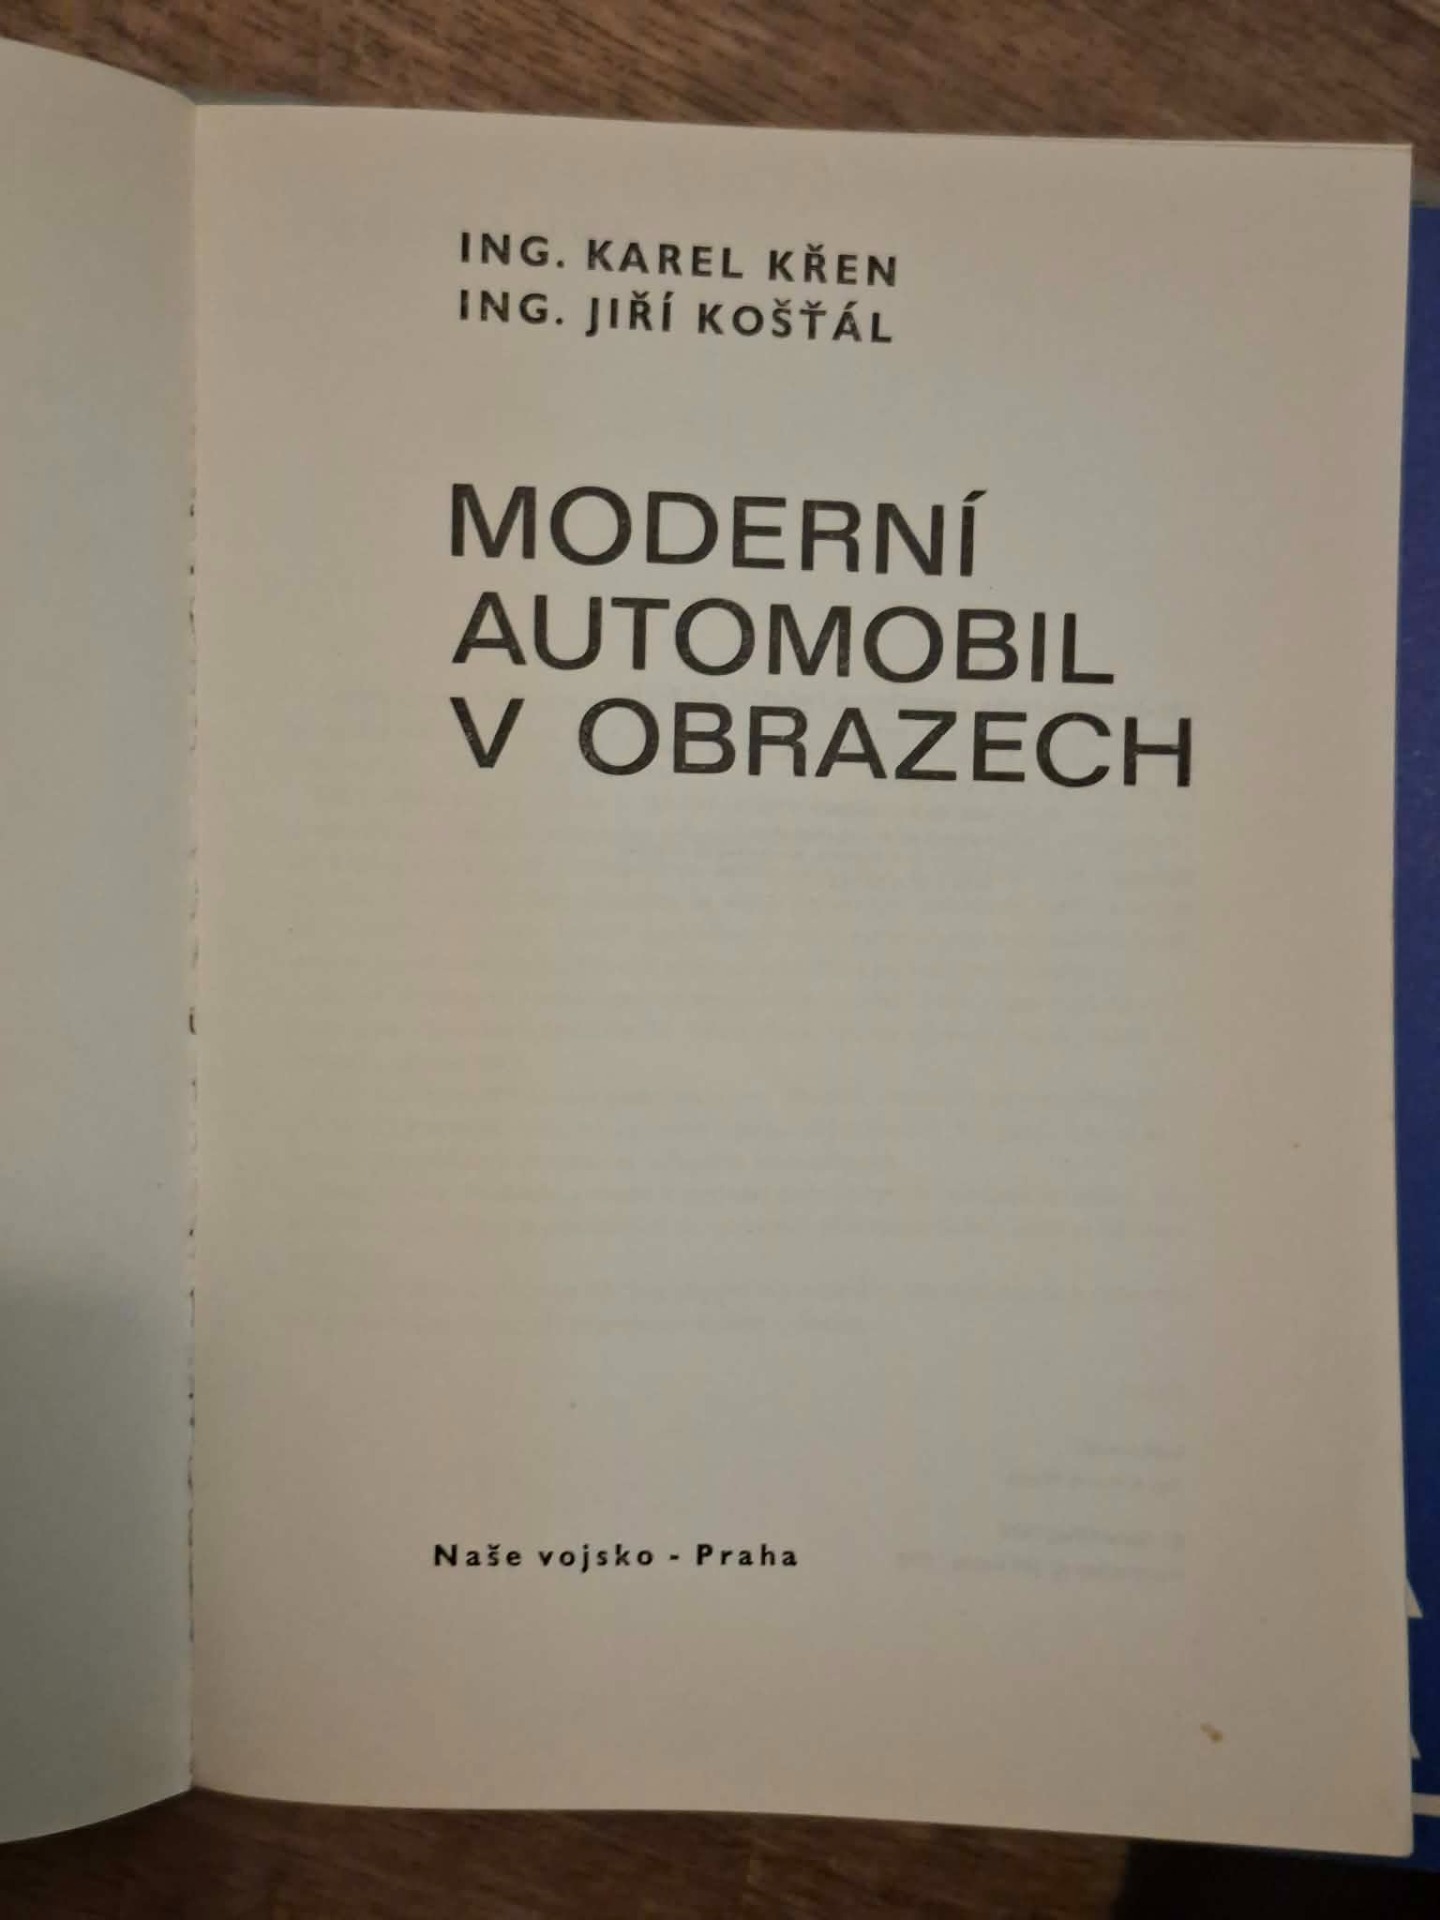 ING. KAREL KŘEN
ING. JIŘÍ KOŠŤÁL
MODERNÍ
AUTOMOBIL
V OBRAZECH
Naše vojsko - Praha